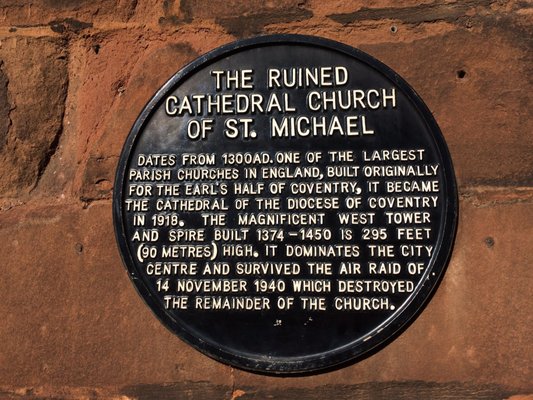 THE RUINED
CATHEDRAL CHURCH
OF ST. MICHAEL
DATES FROM 1300AD. ONE OF THE LARGEST
PARISH CHURCHES IN ENGLAND, BUILT ORIGINALLY
FOR THE EARL'S HALF OF COVENTRY, IT BECAME
THE CATHEDRAL OF THE DIOCESE OF COVENTRY
IN 1918. THE MAGNIFICENT WEST TOWER
AND SPIRE BUILT 1374-1450 IS 295 FEET
(90 METRES) HIGH. IT DOMINATES THE CITY
CENTRE AND SURVIVED THE AIR RAID OF
14 NOVEMBER 1940 WHICH DESTROYED
THE REMAINDER OF THE CHURCH.